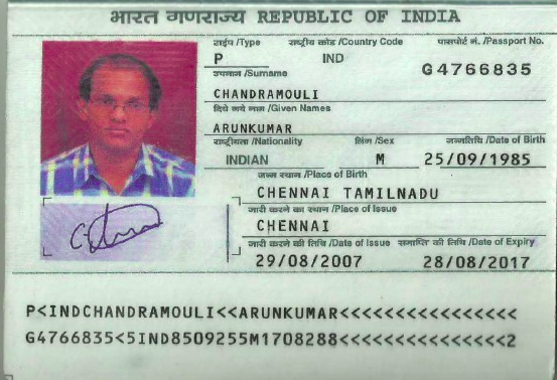 भारत गणराज्य REPUBLIC OF INDIA
टाईप /Type राष्ट्रीय कोड /Country Code पासपोर्ट नं. /Passport No.
P IND G4766835
उपनाम /Surname
CHANDRAMOULI
दिये गये नाम /Given Names
ARUNKUMAR
राष्ट्रीयता /Nationality लिंग /Sex जन्मतिथि /Date of Birth
INDIAN M 25/09/1985
जन्म स्थान /Place of Birth
CHENNAI TAMILNADU
जारी करने का स्थान /Place of Issue
CHENNAI
जारी करने की तिथि /Date of Issue समाप्ति की तिथि /Date of Expiry
29/08/2007 28/08/2017
P<INDCHANDRAMOULI<<ARUNKUMAR<<<<<<<<<<<<<<<<
G4766835<5IND8509255M1708288<<<<<<<<<<<<<<<2